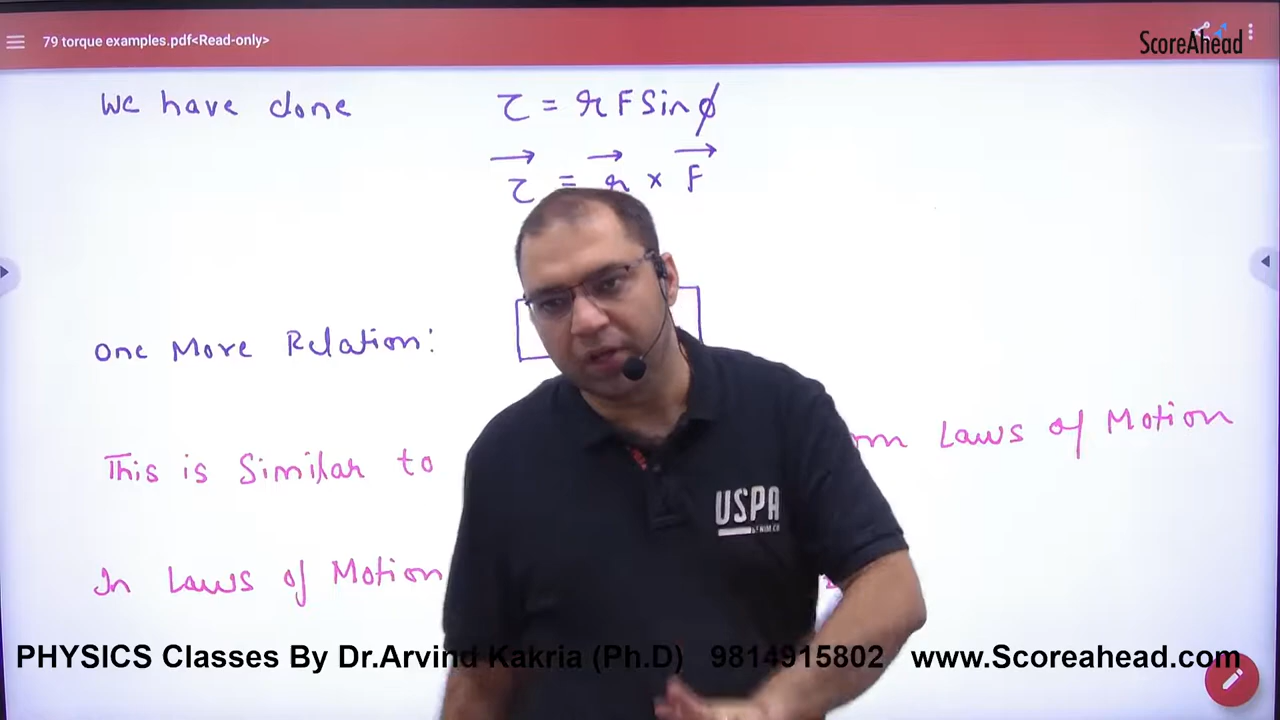 79 torque examples.pdf<Read-only>
ScoreAhead
We have done τ = r F Sin ϕ
τ⃗ = r⃗ × F⃗
One More Relation:
This is Similar to Laws of Motion
In Laws of Motion
USPA
PHYSICS Classes By Dr.Arvind Kakria (Ph.D) 9814915802 www.Scoreahead.com